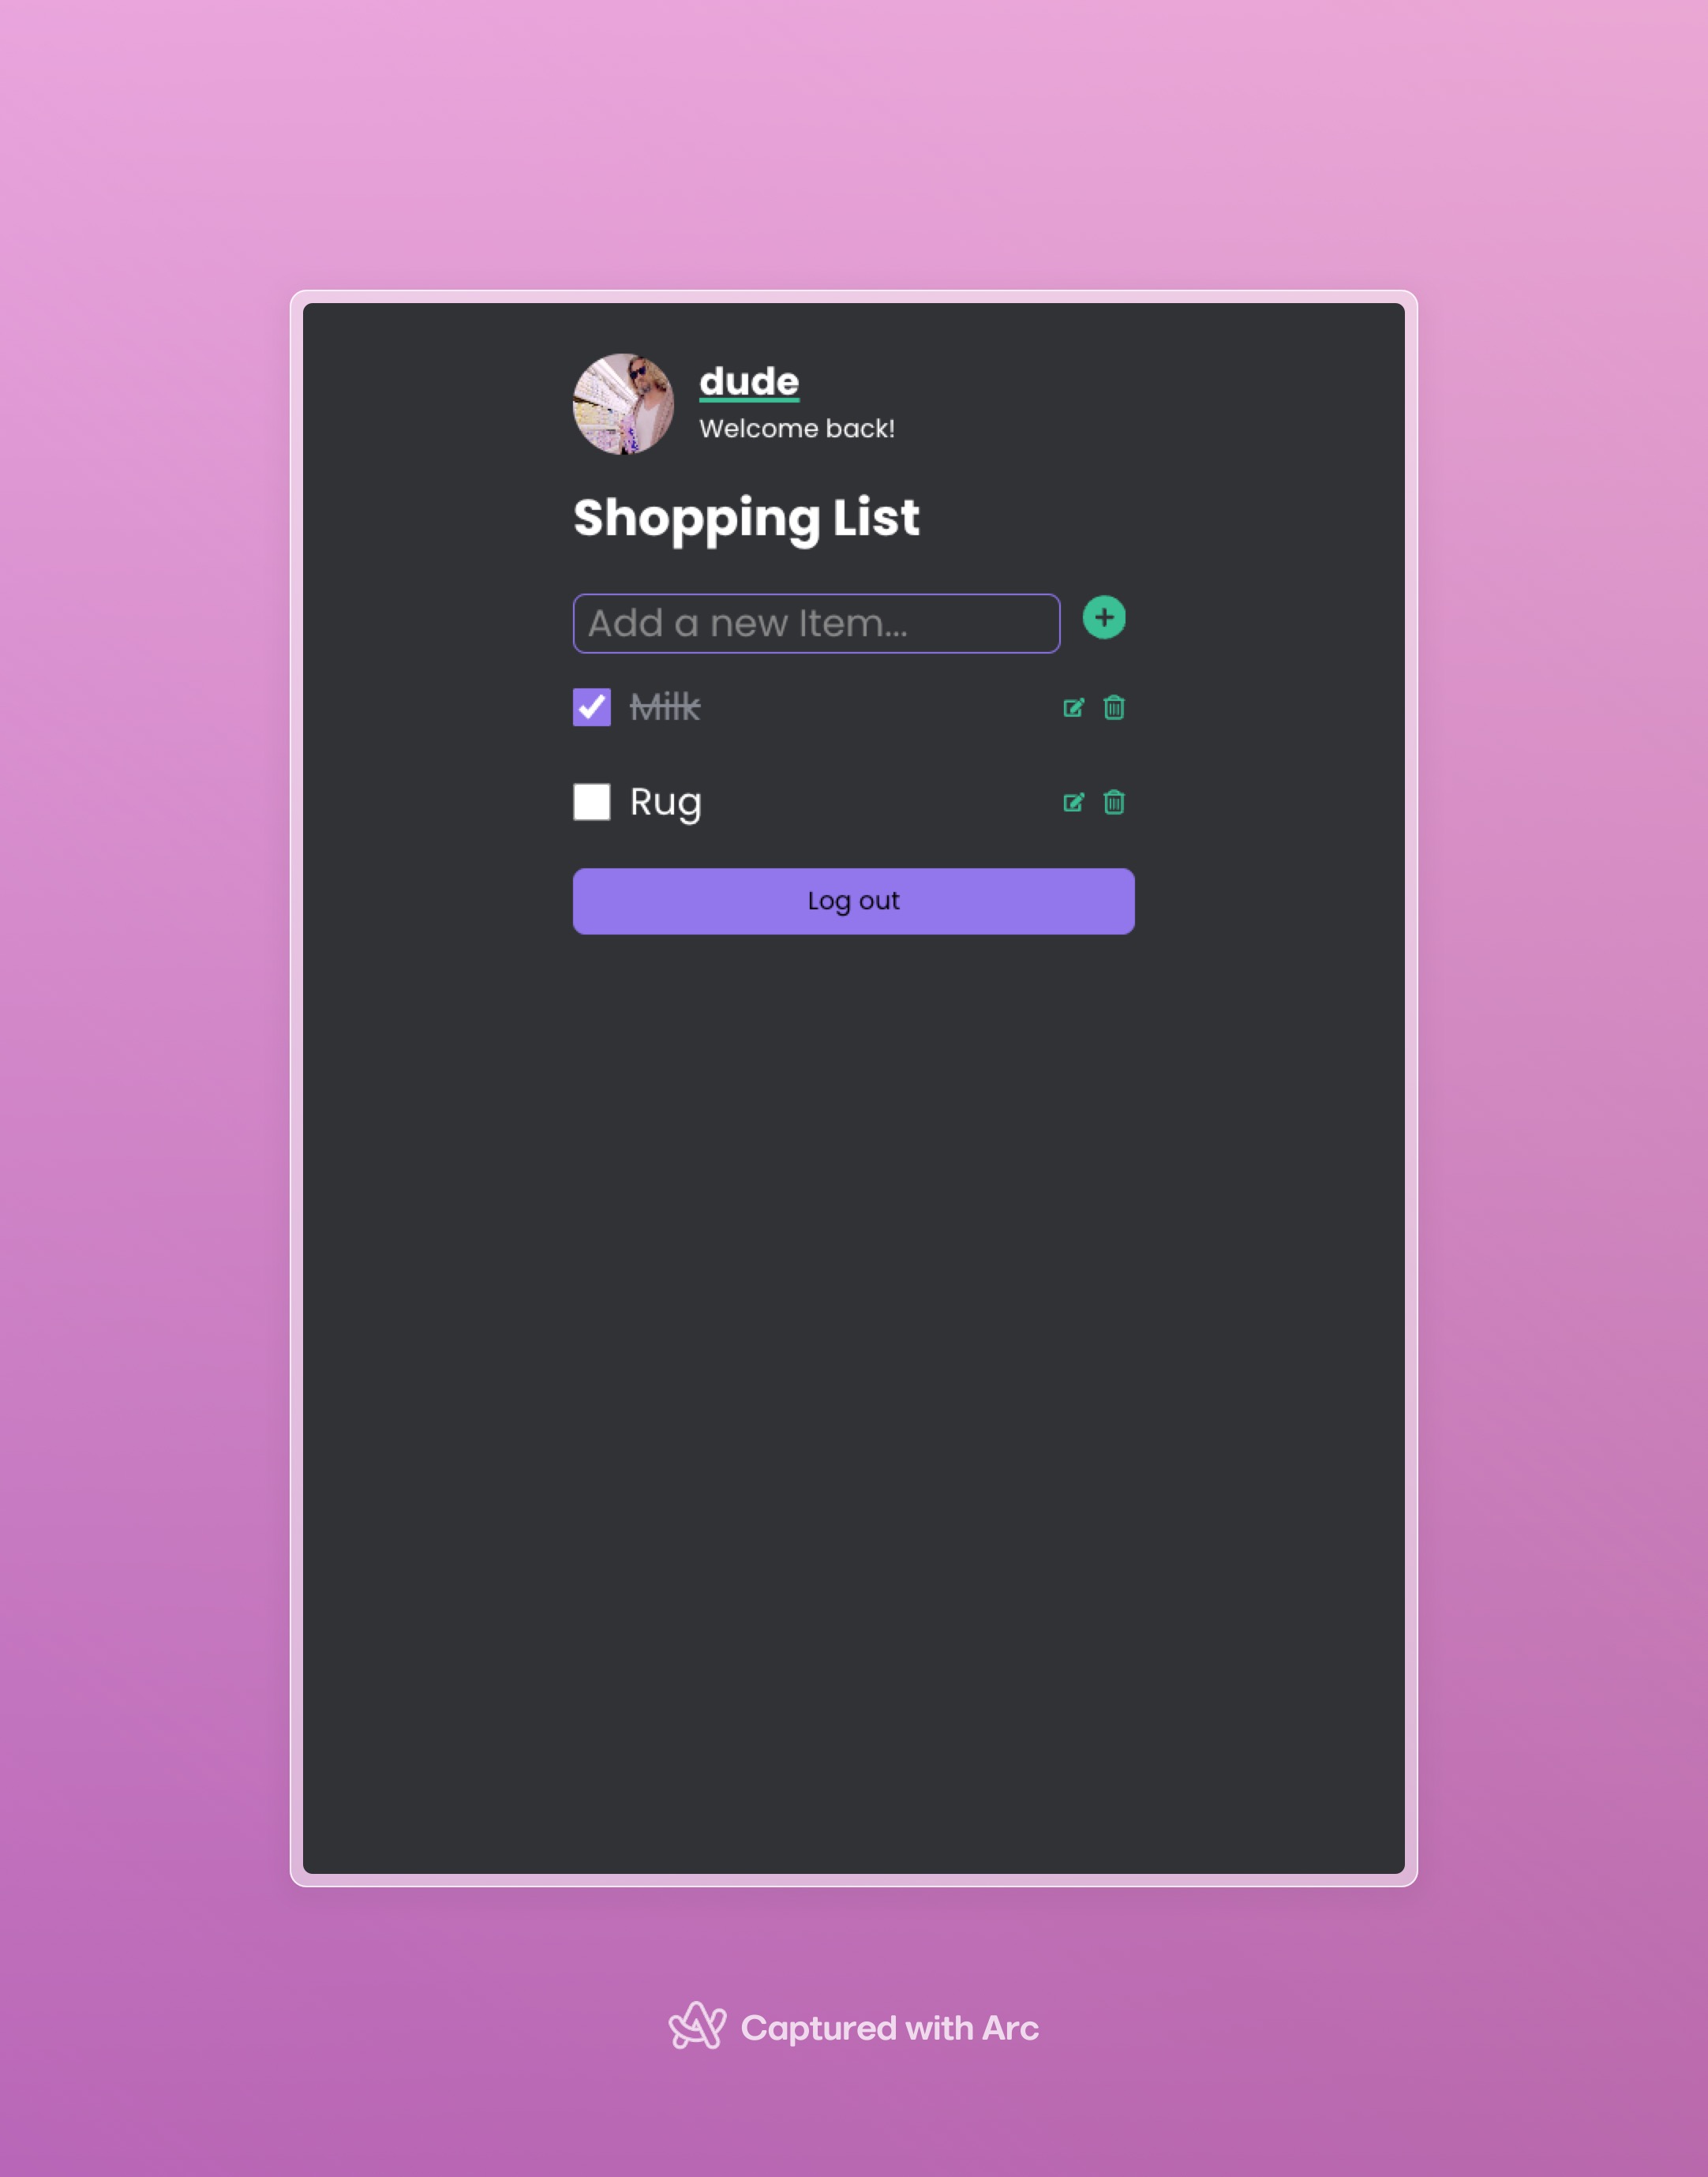 dude
Welcome back!
Shopping List
Add a new Item...
Milk
Rug
Log out
Captured with Arc